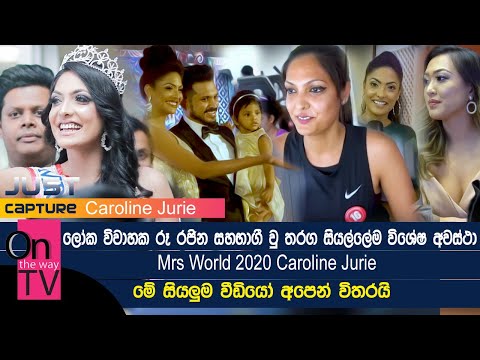 JUST
CAPTURE
Caroline Jurie
On
the way
TV
ලෝක විවාහක රූ රජින සහභාගී වු තරග සියල්ලේම විශේෂ අවස්ථා
Mrs World 2020 Caroline Jurie
මේ සියලුම වීඩියෝ අපෙන් විතරයි